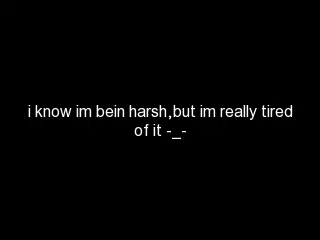 i know im bein harsh,but im really tired
of it -_-